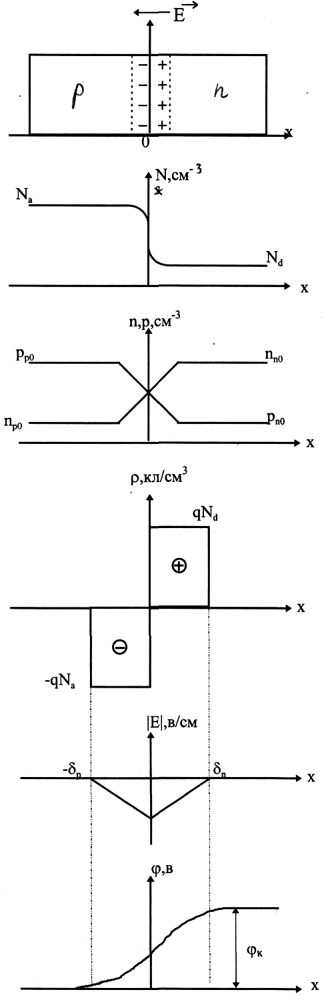 E
− +
− +
p − + n
− +
− +
0 x
N,см⁻³
x
Nₐ
N_d
x
n,p,см⁻³
p_p0 n_n0
n_p0 p_n0
x
ρ,кл/см³
qN_d
+
x
−
-qNₐ
|E|,в/см
-δ_p δ_n x
φ,в
φ_к
x